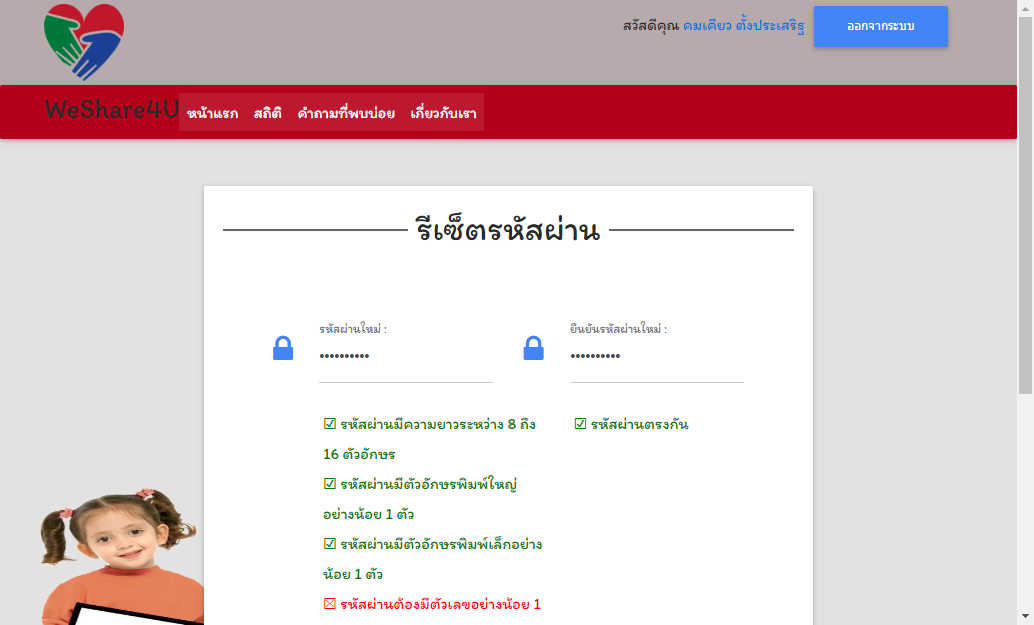 สวัสดีคุณ คมเคียว ตั้งประเสริฐ ออกจากระบบ
WeShare4U หน้าแรก สถิติ คำถามที่พบบ่อย เกี่ยวกับเรา
รีเซ็ตรหัสผ่าน
รหัสผ่านใหม่ : ยืนยันรหัสผ่านใหม่ :
•••••••••• ••••••••••
☑ รหัสผ่านมีความยาวระหว่าง 8 ถึง ☑ รหัสผ่านตรงกัน
16 ตัวอักษร
☑ รหัสผ่านมีตัวอักษรพิมพ์ใหญ่
อย่างน้อย 1 ตัว
☑ รหัสผ่านมีตัวอักษรพิมพ์เล็กอย่าง
น้อย 1 ตัว
☒ รหัสผ่านต้องมีตัวเลขอย่างน้อย 1